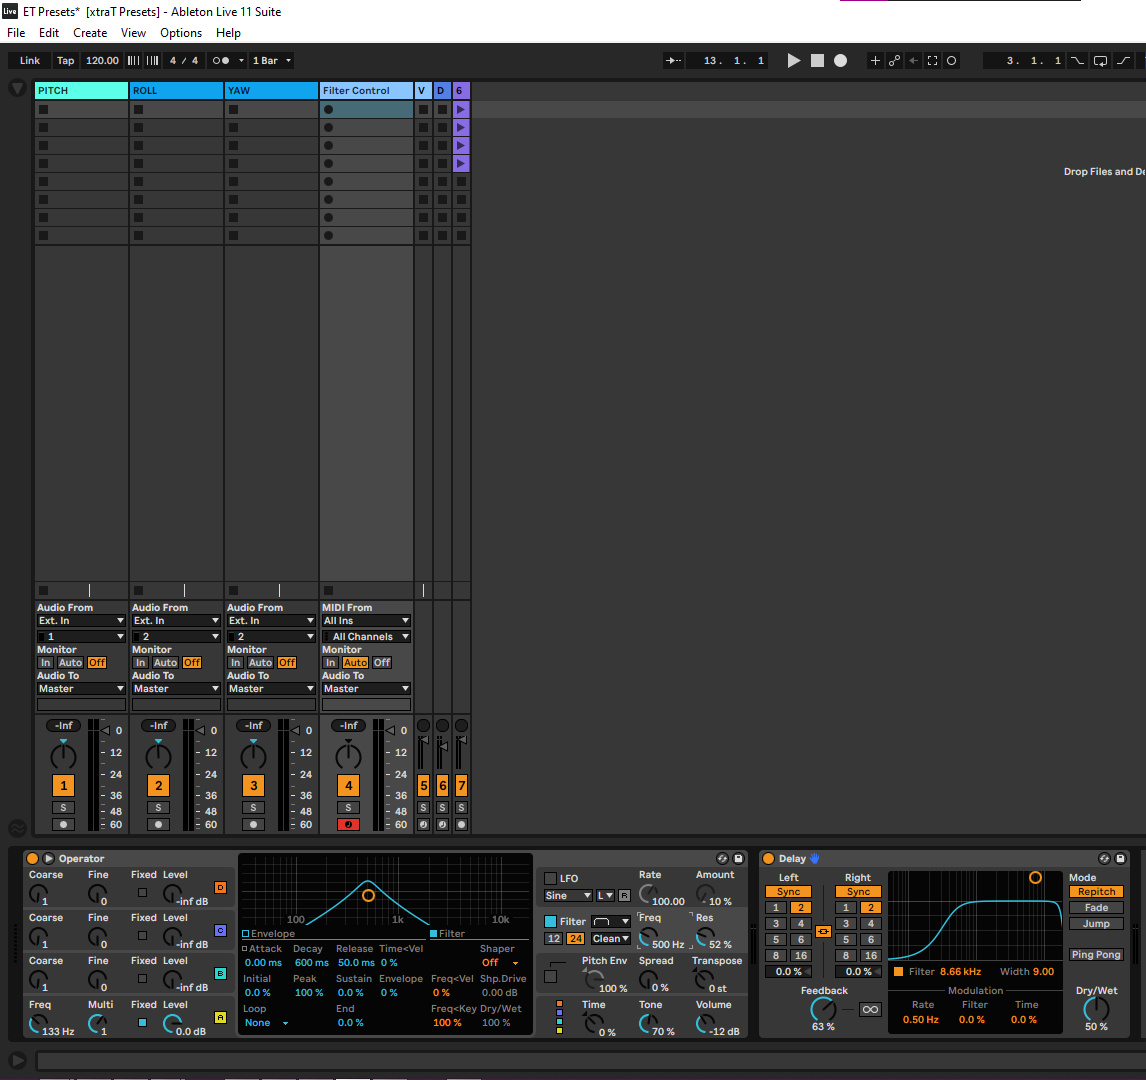 Live ET Presets* [xtraT Presets] - Ableton Live 11 Suite
File Edit Create View Options Help
Link Tap 120.00 4 / 4 1 Bar 13. 1. 1 3. 1. 1
PITCH ROLL YAW Filter Control V D 6
Drop Files and De
Audio From Audio From Audio From MIDI From
Ext. In Ext. In Ext. In All Ins
1 2 2 All Channels
Monitor Monitor Monitor Monitor
In Auto Off In Auto Off In Auto Off In Auto Off
Audio To Audio To Audio To Audio To
Master Master Master Master
-Inf 0 -Inf 0 -Inf 0 -Inf 0
12 12 12 12
24 24 24 24
1 2 3 4 5 6 7
36 36 36 36
S S S S S S S
48 48 48 48
60 60 60 60
Operator
Coarse Fine Fixed Level
1 0 -inf dB D
Coarse Fine Fixed Level
1 0 -inf dB C
Coarse Fine Fixed Level
1 0 -inf dB B
Freq Multi Fixed Level
133 Hz 1 0.0 dB A
100 1k 10k
Envelope Filter
Attack Decay Release Time<Vel Shaper
0.00 ms 600 ms 50.0 ms 0 % Off
Initial Peak Sustain Envelope Freq<Vel Shp.Drive
0.0 % 100 % 0.0 % 0 % 0 % 0.00 dB
Loop End Freq<Key Dry/Wet
None 0.0 % 100 % 100 %
LFO Rate Amount
Sine L R 100.00 10 %
Filter Freq Res
12 24 Clean 500 Hz 52 %
Pitch Env Spread Transpose
100 % 0 % 0 st
Time Tone Volume
0 % 70 % -12 dB
Delay
Left Right Mode
Sync Sync Repitch
1 2 1 2 Fade
3 4 3 4 Jump
5 6 5 6
8 16 8 16 Ping Pong
0.0 % 0.0 % Filter 8.66 kHz Width 9.00
Feedback Modulation Dry/Wet
Rate Filter Time
63 % 0.50 Hz 0.0 % 0.0 % 50 %